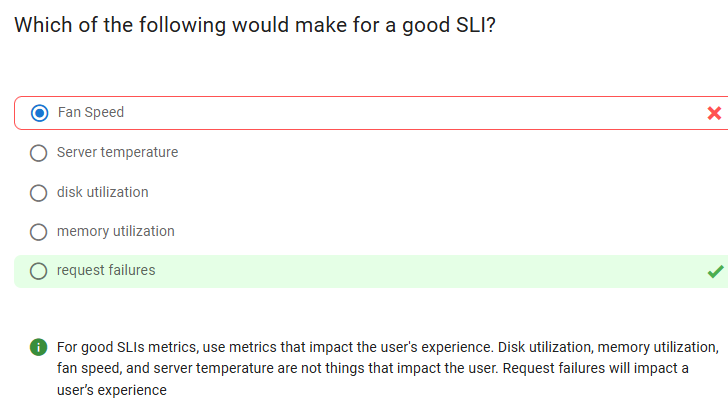 Which of the following would make for a good SLI?
Fan Speed
Server temperature
disk utilization
memory utilization
request failures
For good SLIs metrics, use metrics that impact the user's experience. Disk utilization, memory utilization,
fan speed, and server temperature are not things that impact the user. Request failures will impact a
user’s experience